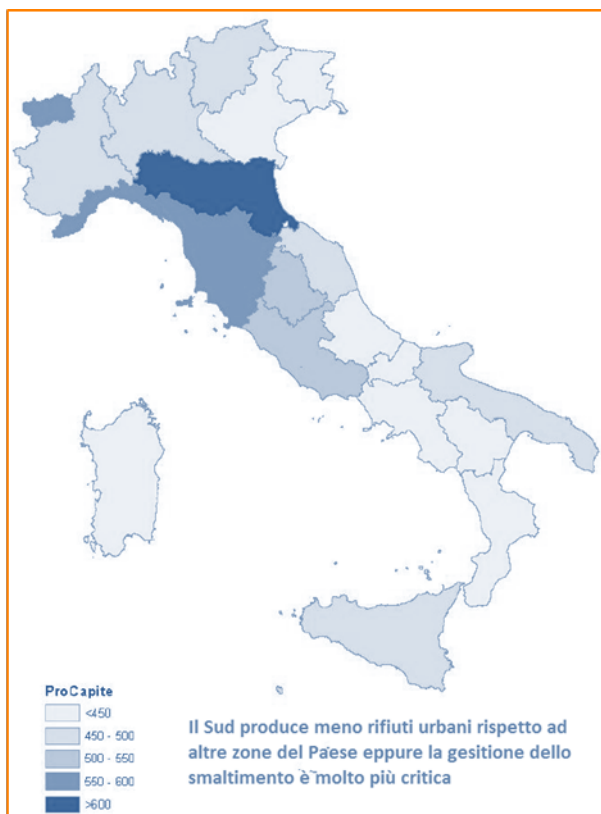 ProCapite
<450
450 - 500
500 - 550
550 - 600
>600
Il Sud produce meno rifiuti urbani rispetto ad
altre zone del Paese eppure la gesitione dello
smaltimento è molto più critica